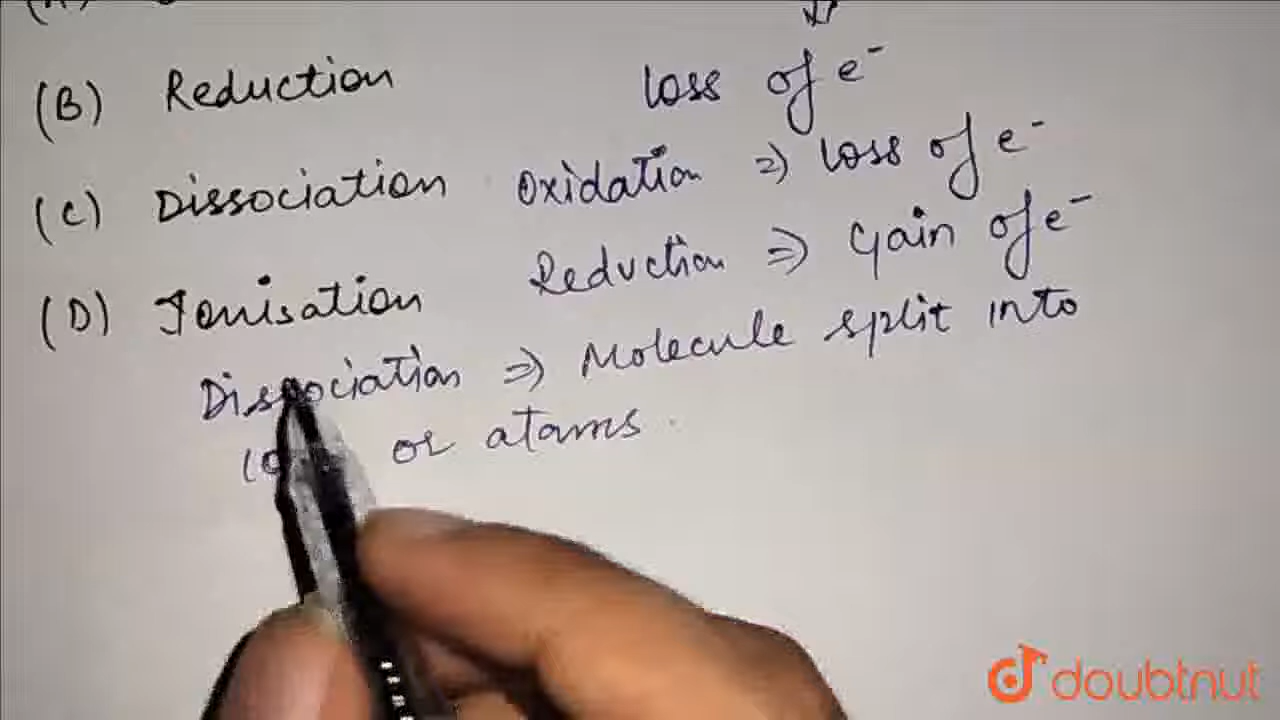 (B) Reduction loss of e⁻
(C) Dissociation Oxidation ⇒ loss of e⁻
Reduction ⇒ Gain of e⁻
(D) Ionisation
Dissociation ⇒ Molecule split into
or atoms.
doubtnut